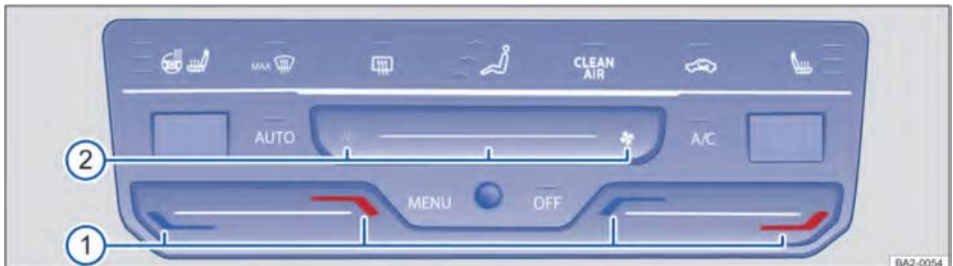 MAX
CLEAN
AIR
AUTO
A/C
2
MENU
OFF
1
BA2-0054